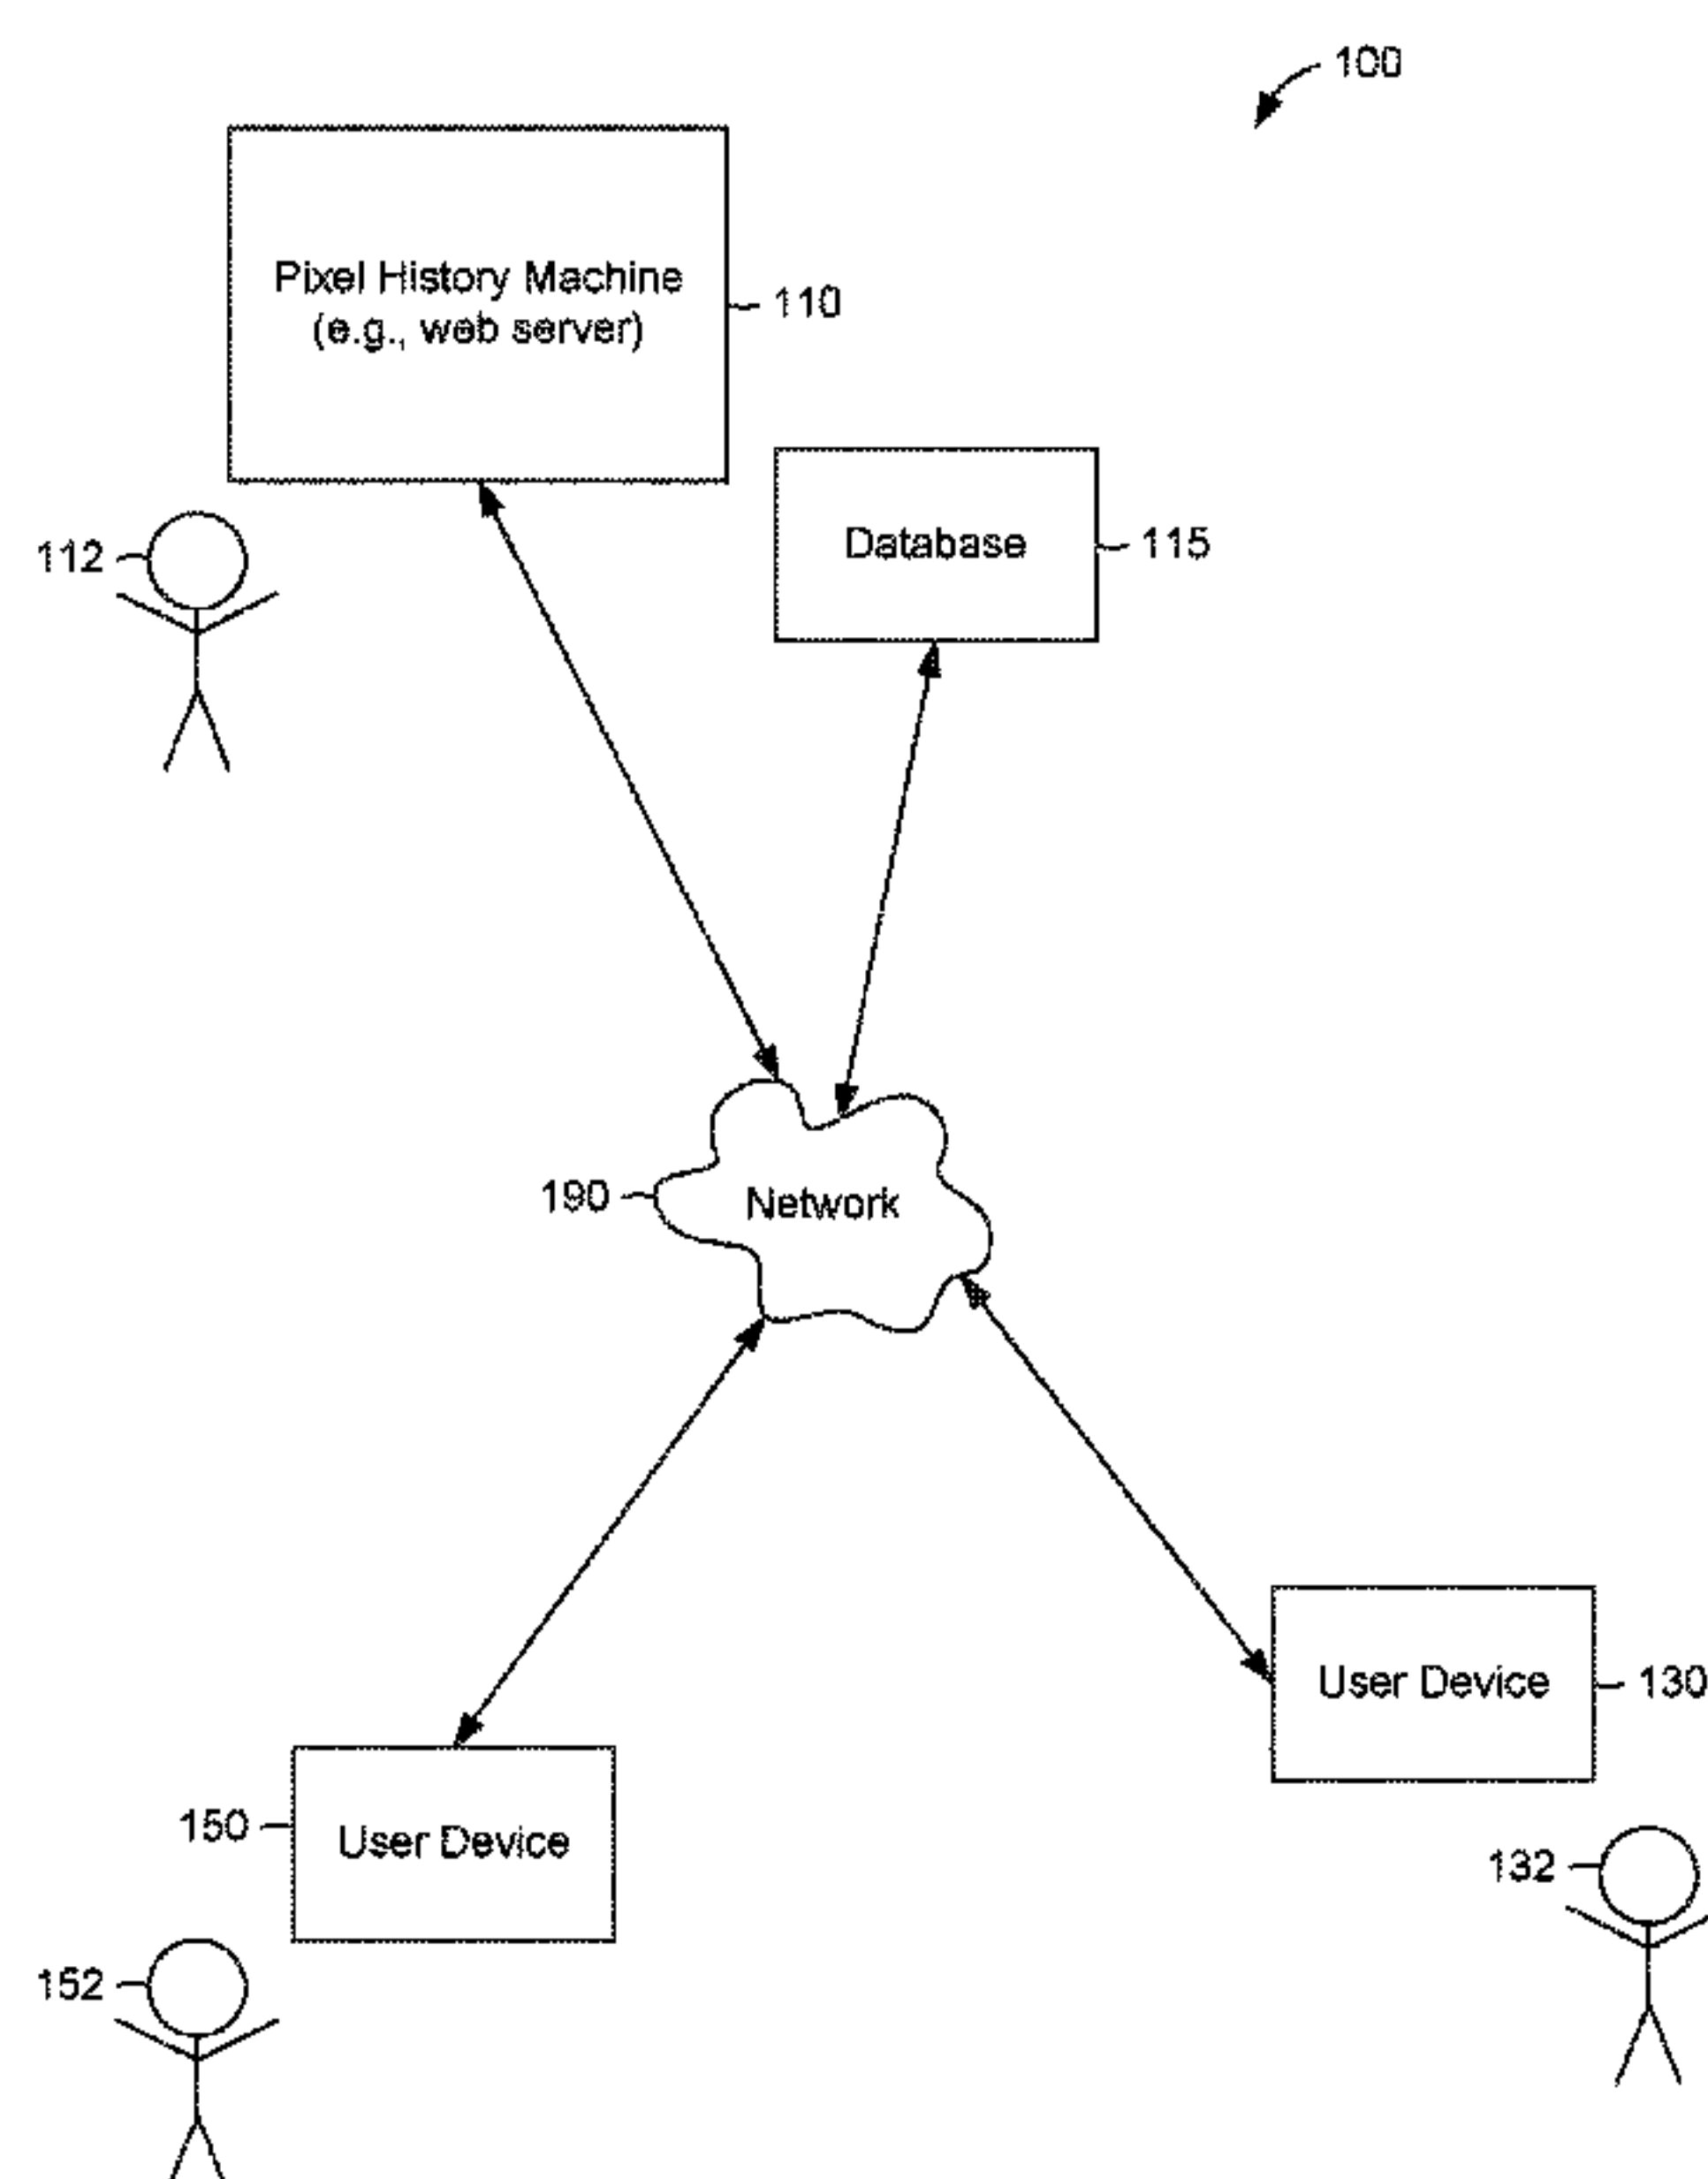 100
Pixel History Machine
(e.g., web server)
110
112
Database
115
190
Network
User Device
130
150
User Device
132
152